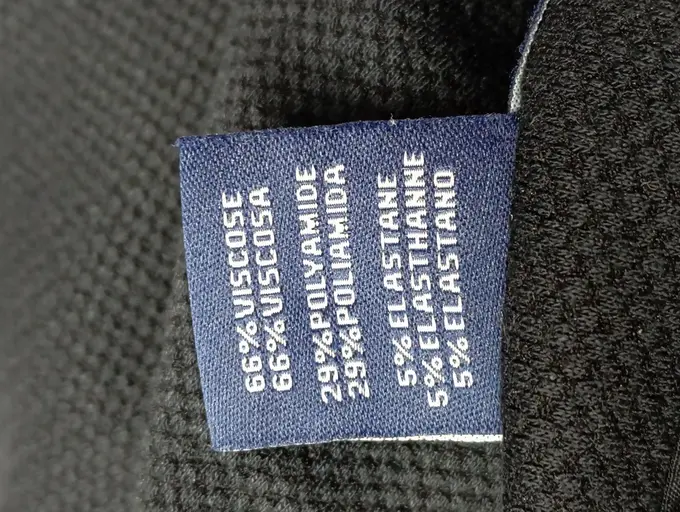 66% VISCOSE
66% VISCOSA
29% POLYAMIDE
29% POLIAMIDA
5% ELASTANE
5% ELASTHANNE
5% ELASTANO